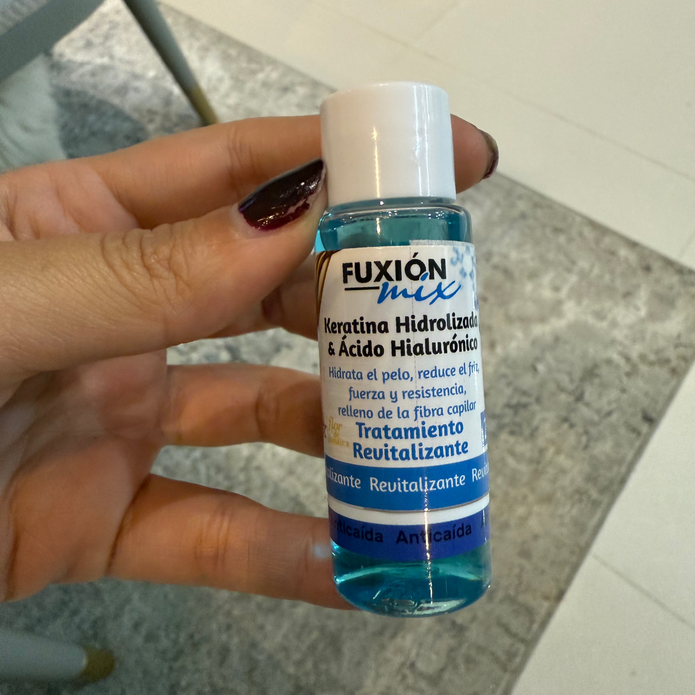 FUXIÓN
mix
Keratina Hidrolizada
& Ácido Hialurónico
Hidrata el pelo, reduce el friz,
fuerza y resistencia,
relleno de la fibra capilar
Tratamiento
Revitalizante
Revitalizante
Anticaída